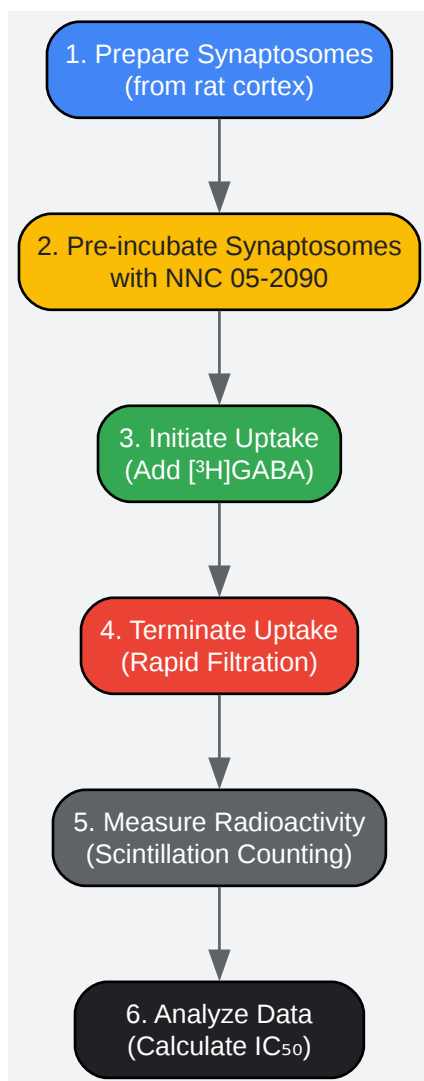 1. Prepare Synaptosomes
(from rat cortex)
2. Pre-incubate Synaptosomes
with NNC 05-2090
3. Initiate Uptake
(Add [³H]GABA)
4. Terminate Uptake
(Rapid Filtration)
5. Measure Radioactivity
(Scintillation Counting)
6. Analyze Data
(Calculate IC₅₀)